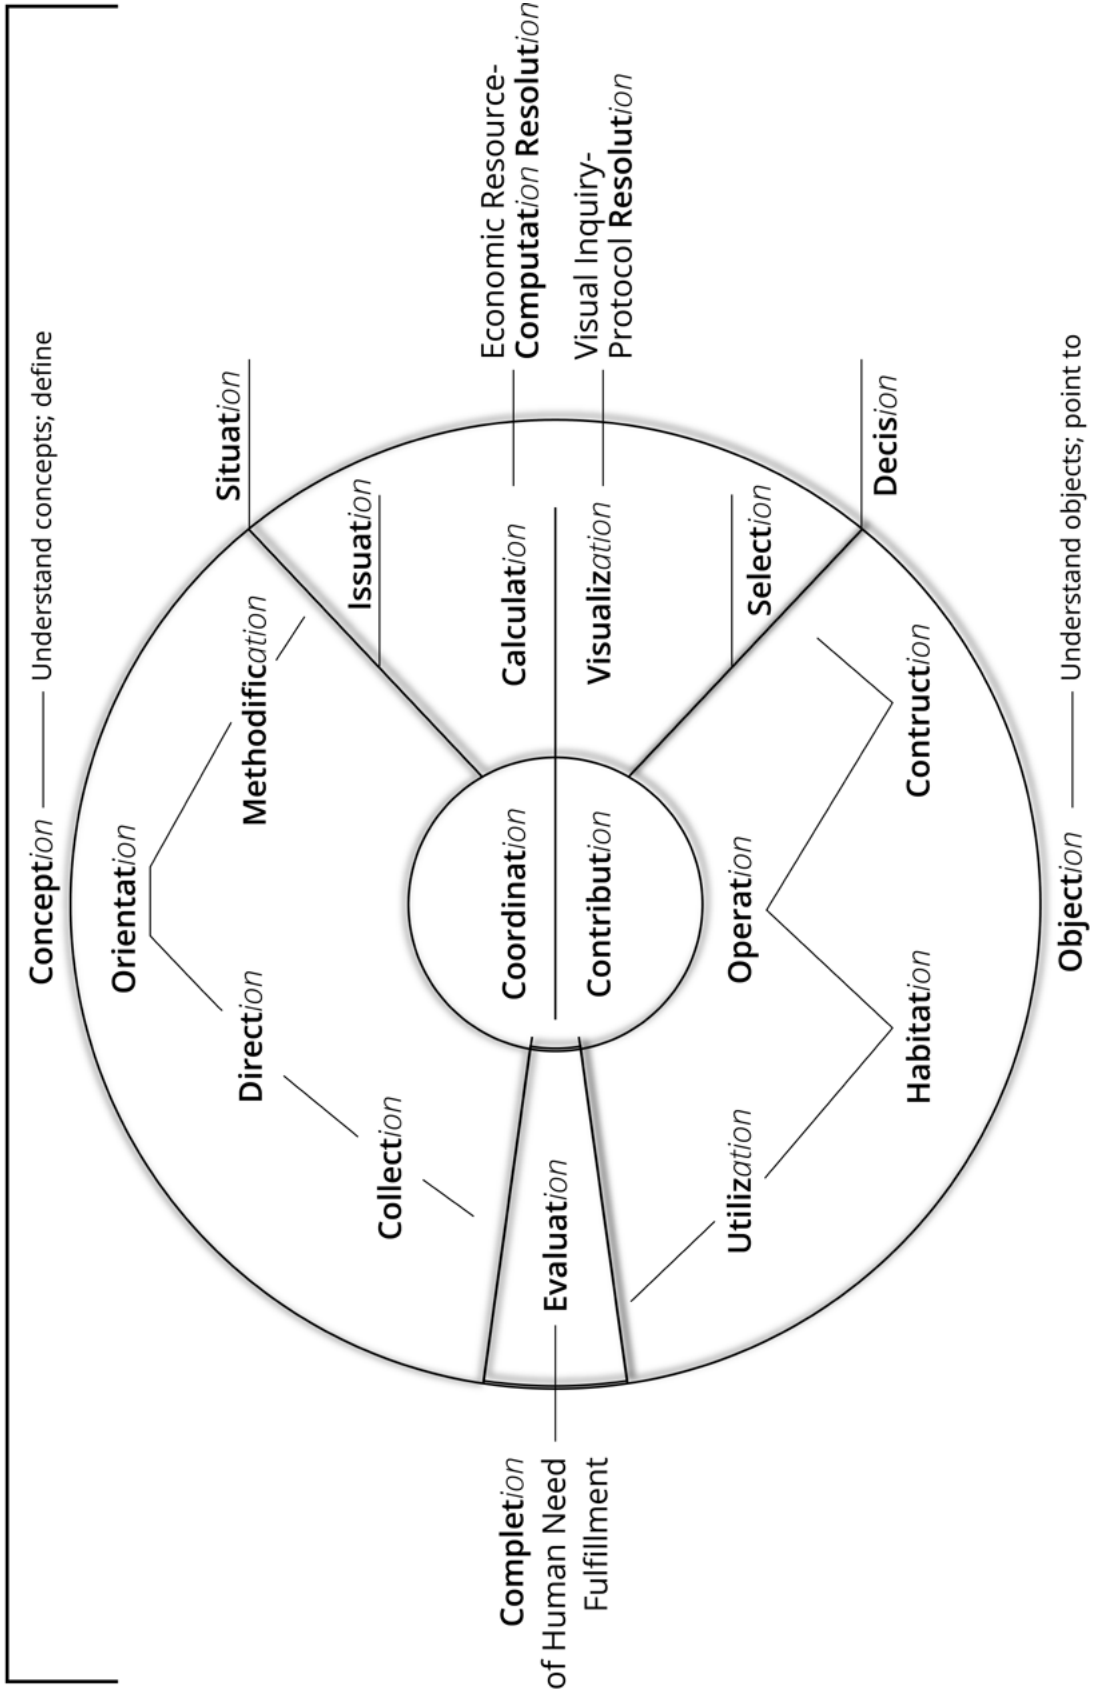 Conception — Understand concepts; define
Situation
Methodification
Orientation
Direction
Collection
Issuation
Economic Resource-
Computation Resolution
Calculation
Visual Inquiry-
Protocol Resolution
Visualization
Selection
Decision
Coordination
Contribution
Evaluation
Completion
of Human Need
Fulfillment
Operation
Contruction
Habitation
Utilization
Objection — Understand objects; point to